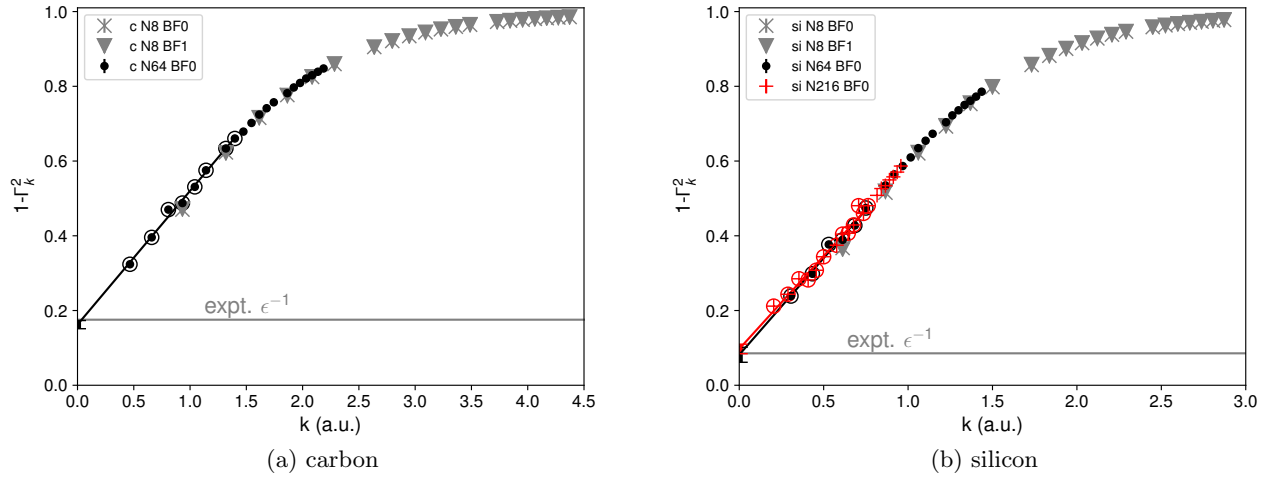 1.0
0.8
0.6
0.4
0.2
0.0
1-Γ²ₖ
c N8 BF0
c N8 BF1
c N64 BF0
expt. ϵ⁻¹
0.0 0.5 1.0 1.5 2.0 2.5 3.0 3.5 4.0 4.5
k (a.u.)
(a) carbon
1.0
0.8
0.6
0.4
0.2
0.0
1-Γ²ₖ
si N8 BF0
si N8 BF1
si N64 BF0
si N216 BF0
expt. ϵ⁻¹
0.0 0.5 1.0 1.5 2.0 2.5 3.0
k (a.u.)
(b) silicon